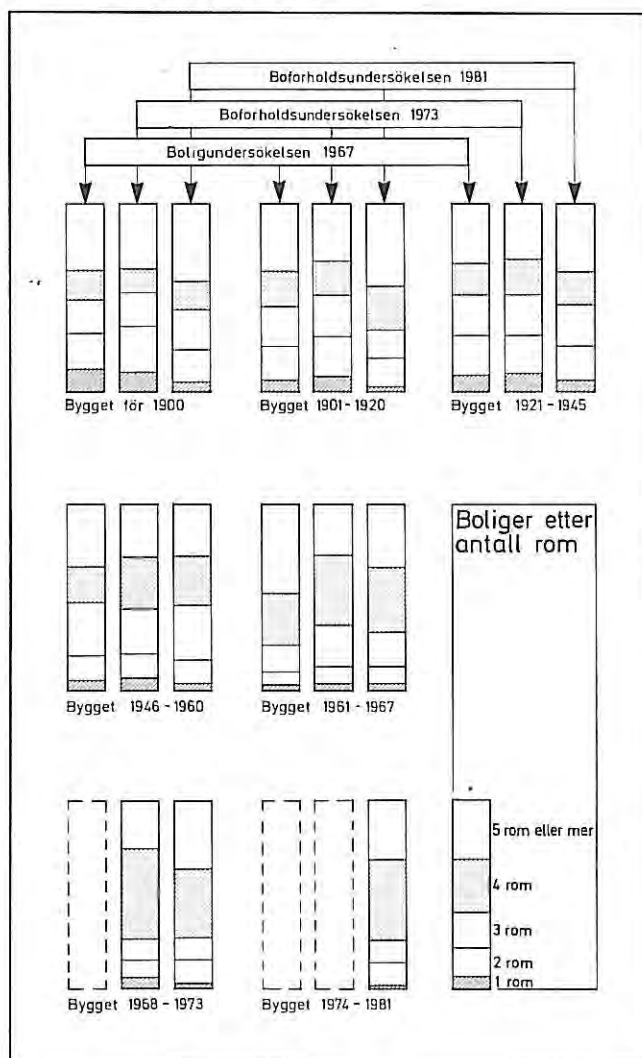 Boforholdsundersökelsen 1981
Boforholdsundersökelsen 1973
Boligundersökelsen 1967
Bygget för 1900
Bygget 1901-1920
Bygget 1921-1945
Boliger etter
antall rom
Bygget 1946-1960
Bygget 1961-1967
5 rom eller mer
4 rom
3 rom
2 rom
1 rom
Bygget 1968-1973
Bygget 1974-1981